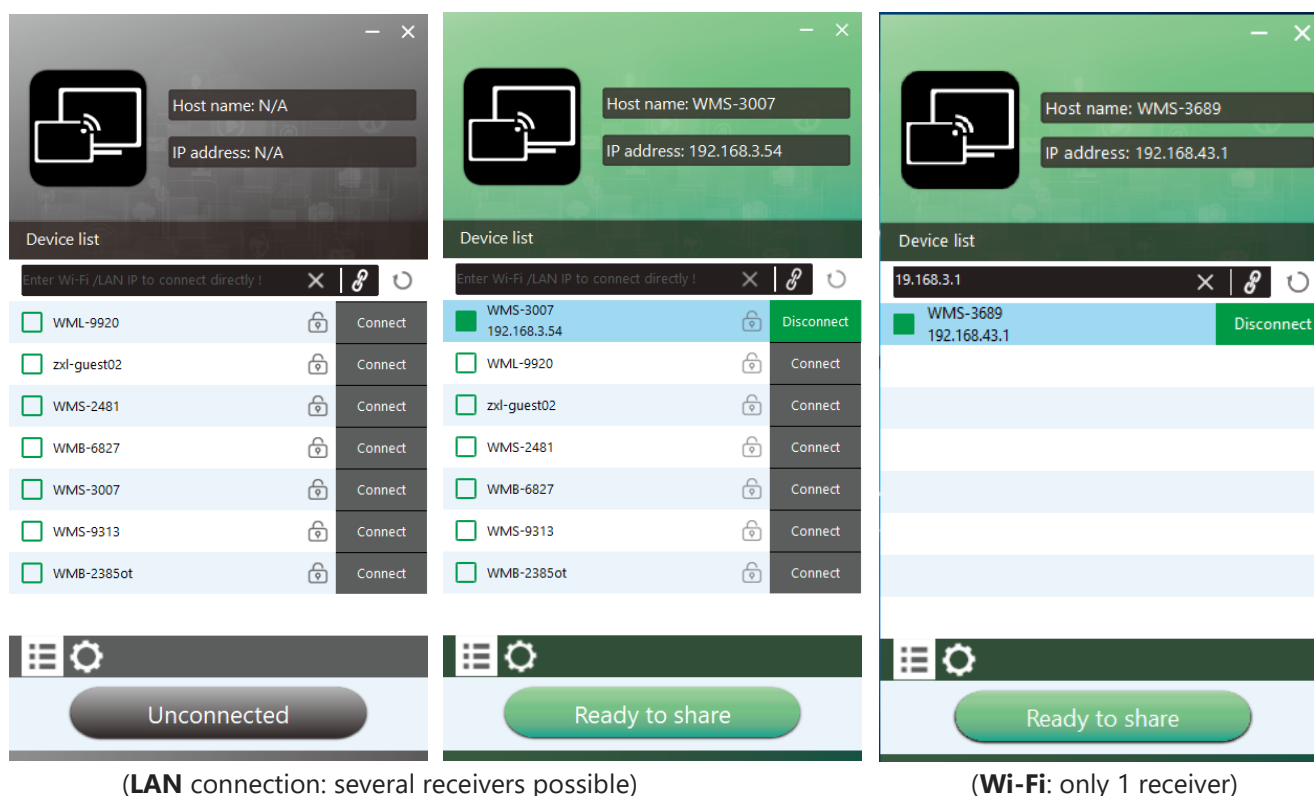 Host name: N/A
IP address: N/A
Device list
Enter Wi-Fi /LAN IP to connect directly !
WML-9920 Connect
zxl-guest02 Connect
WMS-2481 Connect
WMB-6827 Connect
WMS-3007 Connect
WMS-9313 Connect
WMB-2385ot Connect
Unconnected
Host name: WMS-3007
IP address: 192.168.3.54
Device list
Enter Wi-Fi /LAN IP to connect directly !
WMS-3007
192.168.3.54
Disconnect
WML-9920 Connect
zxl-guest02 Connect
WMS-2481 Connect
WMB-6827 Connect
WMS-9313 Connect
WMB-2385ot Connect
Ready to share
(LAN connection: several receivers possible)
Host name: WMS-3689
IP address: 192.168.43.1
Device list
19.168.3.1
WMS-3689
192.168.43.1
Disconnect
Ready to share
(Wi-Fi: only 1 receiver)